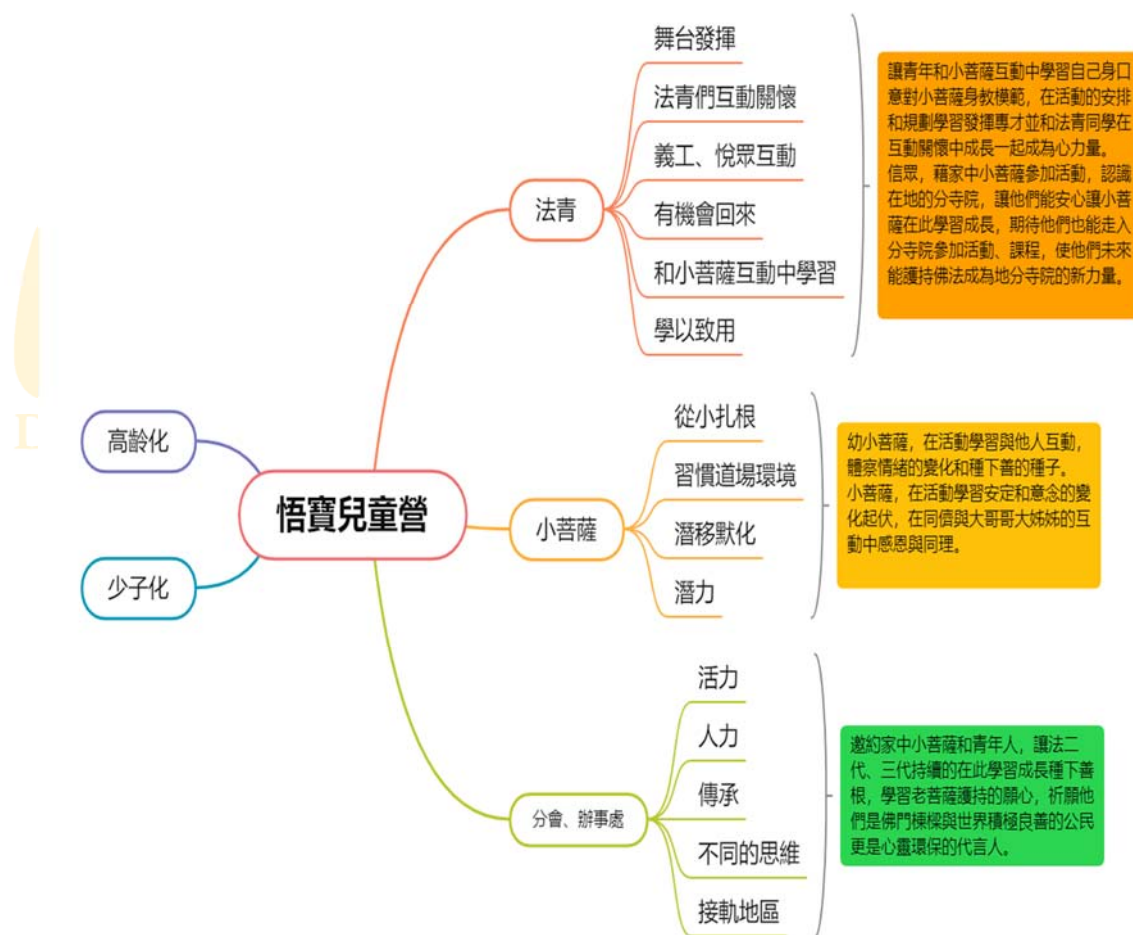 舞台發揮
法青們互動關懷
義工、悅眾互動
法青
有機會回來
和小菩薩互動中學習
學以致用
讓青年和小菩薩互動中學習自己身口
意對小菩薩身教模範，在活動的安排
和規劃學習發揮專才並和法青同學在
互動關懷中成長一起成為心力量。
信眾，藉家中小菩薩參加活動，認識
在地的分寺院，讓他們能安心讓小菩
薩在此學習成長，期待他們也能走入
分寺院參加活動、課程，使他們未來
能護持佛法成為地分寺院的新力量。
高齡化
悟寶兒童營
少子化
從小扎根
習慣道場環境
小菩薩
潛移默化
潛力
幼小菩薩，在活動學習與他人互動，
體察情緒的變化和種下善的種子。
小菩薩，在活動學習安定和意念的變
化起伏，在同儕與大哥哥大姊姊的互
動中感恩與同理。
活力
人力
傳承
分會、辦事處
不同的思維
接軌地區
邀約家中小菩薩和青年人，讓法二
代、三代持續的在此學習成長種下善
根，學習老菩薩護持的願心，祈願他
們是佛門棟樑與世界積極良善的公民
更是心靈環保的代言人。